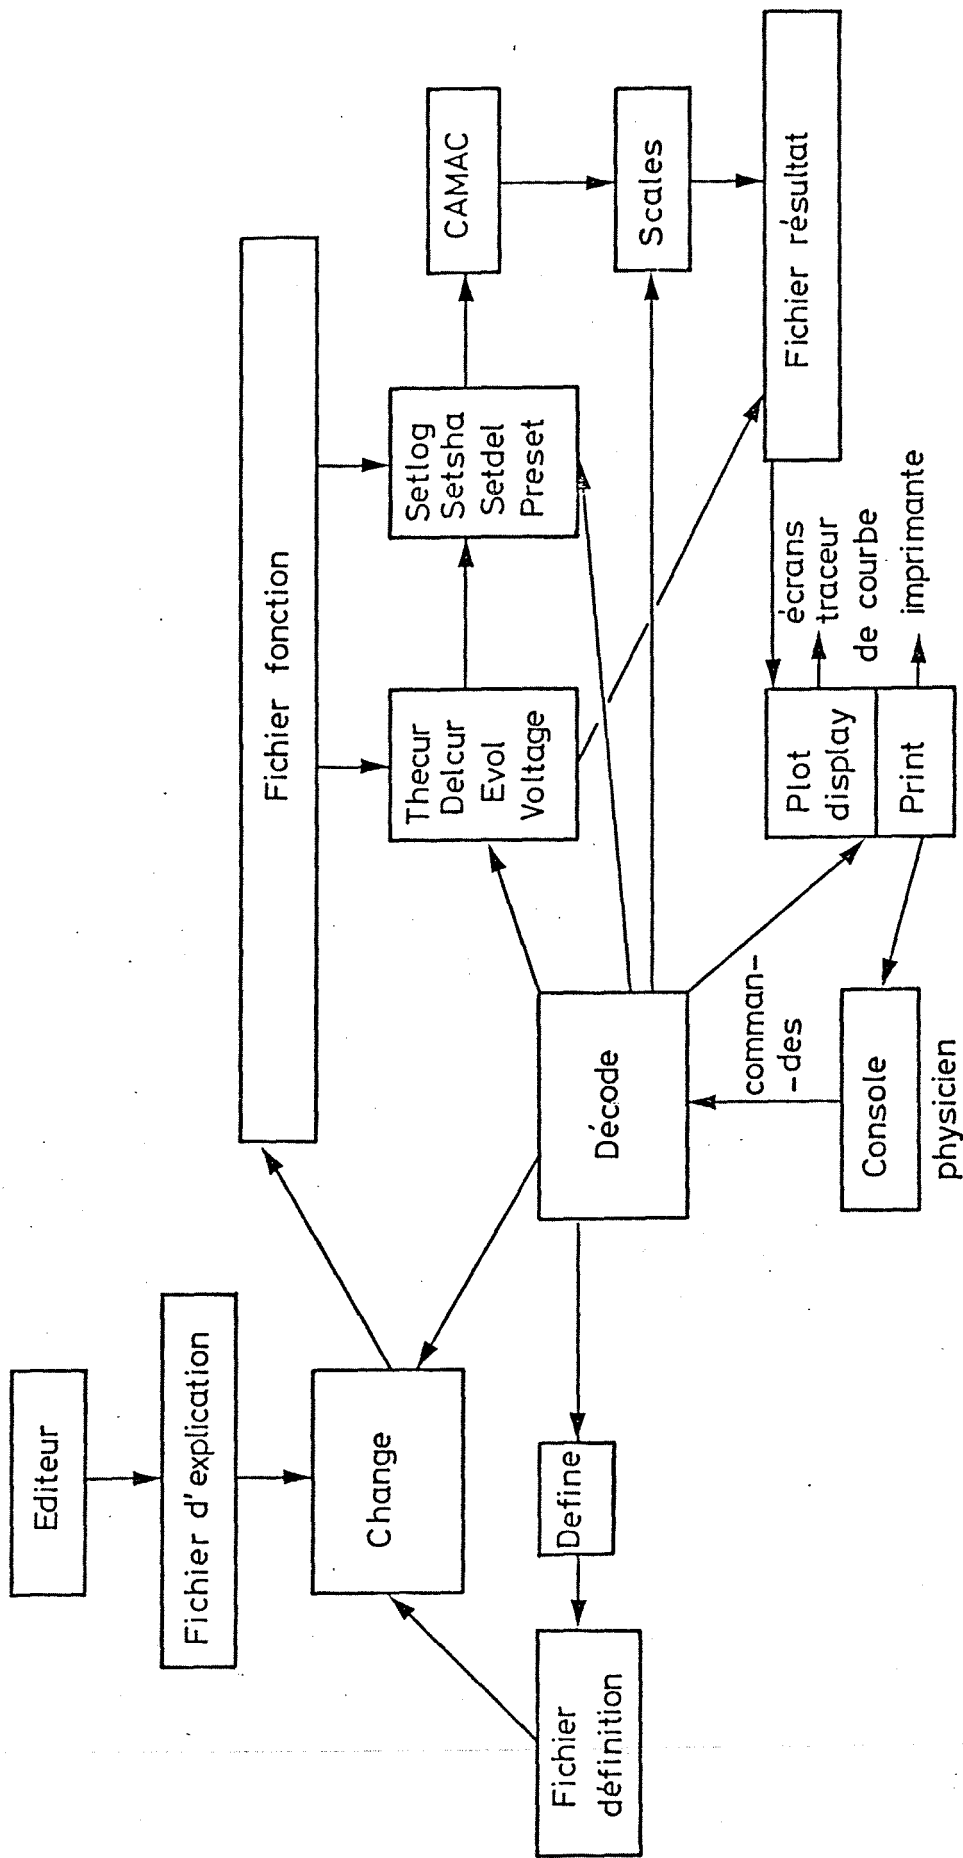 Editeur
Fichier d'explication
Change
Fichier
définition
Define
Fichier fonction
Décode
comman-
-des
Console
physicien
Thecur
Delcur
Evol
Voltage
Setlog
Setsha
Setdel
Preset
CAMAC
Scales
Fichier résultat
Plot
display
Print
écrans
traceur
de courbe
imprimante